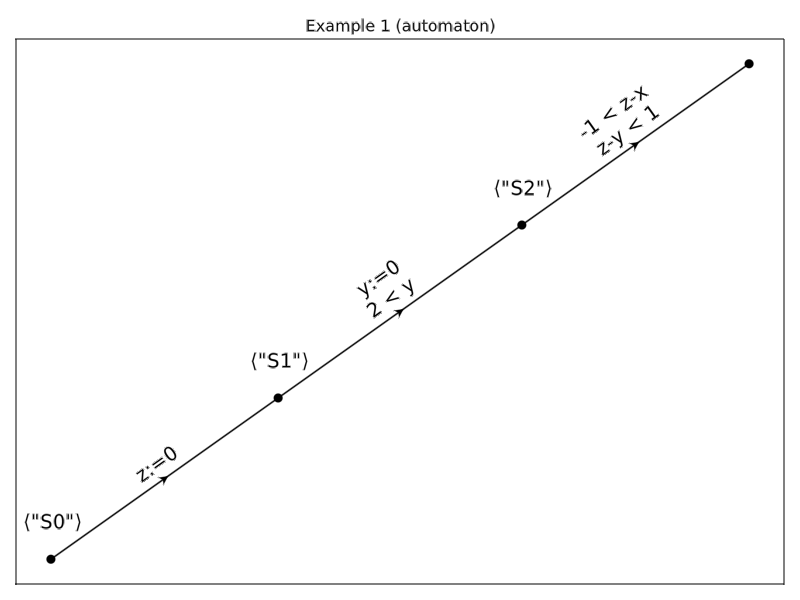 Example 1 (automaton)
-1 < z-x
z-y < 1
⟨"S2"⟩
y:=0
2 < y
⟨"S1"⟩
z:=0
⟨"S0"⟩